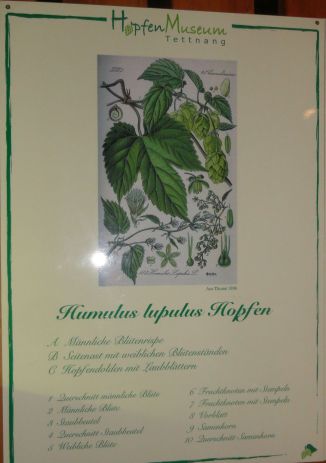 HopfenMuseum
Tettnang
Humulus lupulus Hopfen
A Männliche Blütenrispe
B Seitenast mit weiblichen Blütenständen
C Hopfendolden mit Laubblättern
1 Querschnitt männliche Blüte
2 Männliche Blüte
3 Staubbeutel
4 Querschnitt Staubbeutel
5 Weibliche Blüte
6 Fruchtknoten mit Stempeln
7 Fruchtknoten mit Stempeln
8 Vorblatt
9 Samenkorn
10 Querschnitt Samenkorn